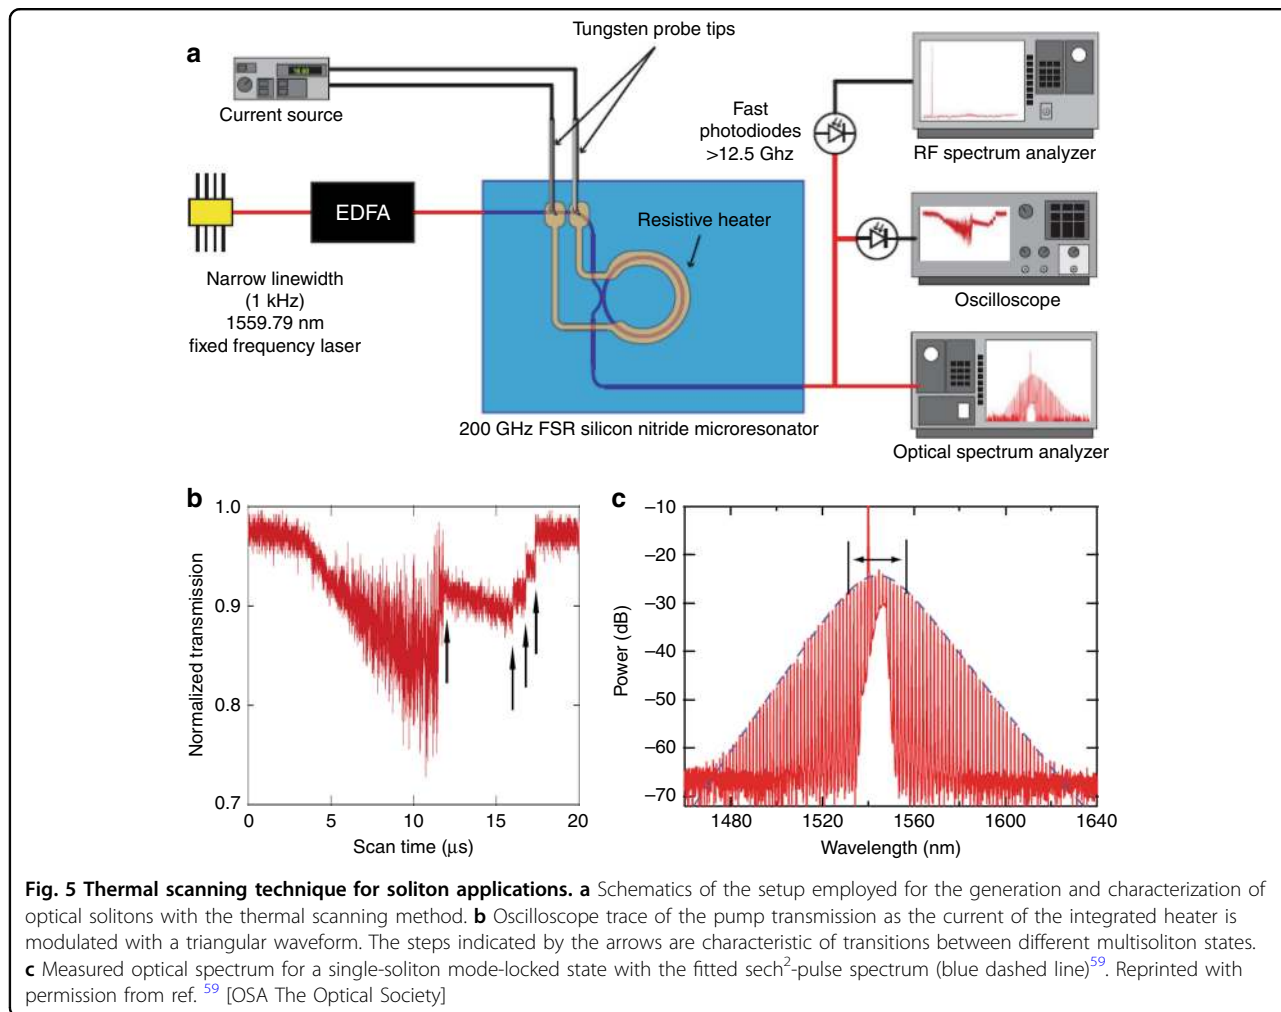 a
Tungsten probe tips
Current source
Fast
photodiodes
>12.5 Ghz
RF spectrum analyzer
EDFA
Resistive heater
Narrow linewidth
(1 kHz)
1559.79 nm
fixed frequency laser
Oscilloscope
200 GHz FSR silicon nitride microresonator
Optical spectrum analyzer
b
1.0
0.9
0.8
0.7
Normalized transmission
0
5
10
15
20
Scan time (μs)
c
−10
−20
−30
−40
−50
−60
−70
Power (dB)
1480
1520
1560
1600
1640
Wavelength (nm)
Fig. 5 Thermal scanning technique for soliton applications. a Schematics of the setup employed for the generation and characterization of
optical solitons with the thermal scanning method. b Oscilloscope trace of the pump transmission as the current of the integrated heater is
modulated with a triangular waveform. The steps indicated by the arrows are characteristic of transitions between different multisoliton states.
c Measured optical spectrum for a single-soliton mode-locked state with the fitted sech²-pulse spectrum (blue dashed line)⁵⁹. Reprinted with
permission from ref. ⁵⁹ [OSA The Optical Society]